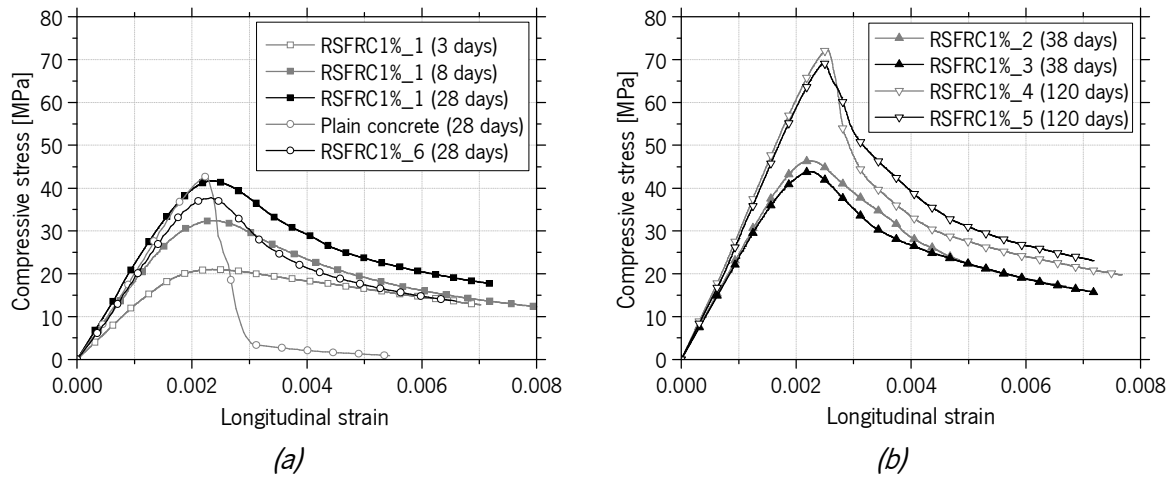 80
70
60
50
40
30
20
10
0
Compressive stress [MPa]
RSFRC1%_1 (3 days)
RSFRC1%_1 (8 days)
RSFRC1%_1 (28 days)
Plain concrete (28 days)
RSFRC1%_6 (28 days)
0.000 0.002 0.004 0.006 0.008
Longitudinal strain
(a)
80
70
60
50
40
30
20
10
0
Compressive stress [MPa]
RSFRC1%_2 (38 days)
RSFRC1%_3 (38 days)
RSFRC1%_4 (120 days)
RSFRC1%_5 (120 days)
0.000 0.002 0.004 0.006 0.008
Longitudinal strain
(b)